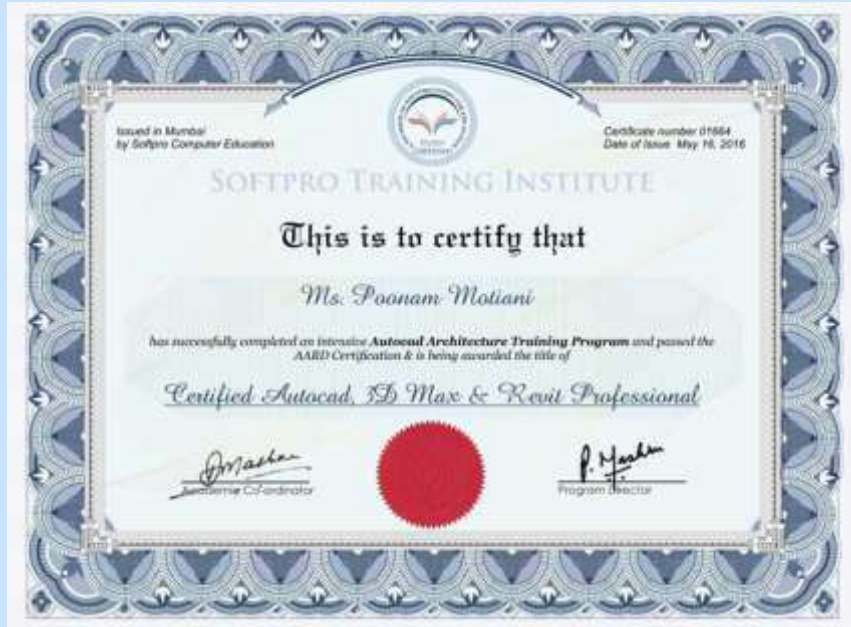 Issued in Mumbai
by Softpro Computer Education
Certificate number 01664
Date of Issue May 16, 2016
SOFTPRO TRAINING INSTITUTE
This is to certify that
Ms. Poonam Motiani
has successfully completed an intensive Autocad Architecture Training Program and passed the
AARD Certification & is being awarded the title of
Certified Autocad, 3D Max & Revit Professional
Academic Co-ordinator
Program Director